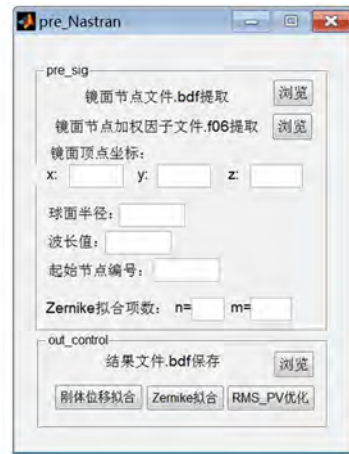 pre_Nastran
pre_sig
镜面节点文件.bdf提取 浏览
镜面节点加权因子文件.f06提取 浏览
镜面顶点坐标：
x: y: z:
球面半径：
波长值：
起始节点编号：
Zernike拟合项数： n= m=
out_control
结果文件.bdf保存 浏览
刚体位移拟合 Zernike拟合 RMS_PV优化